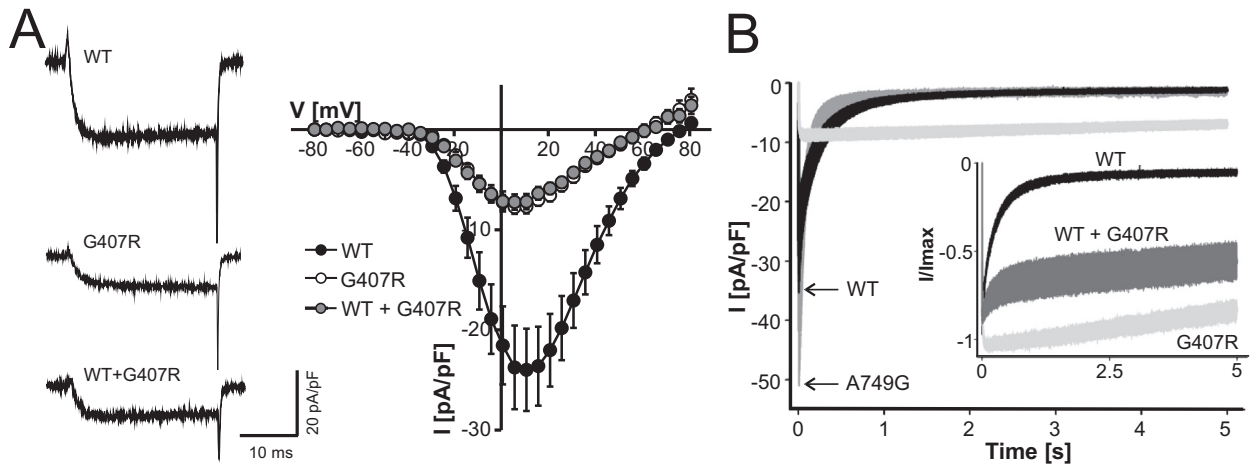 A
WT
G407R
WT+G407R
20 pA/pF
10 ms
V [mV]
-80 -60 -40 -20 20 40 60 80
-10
-20
-30
I [pA/pF]
WT
G407R
WT + G407R
B
0
-10
-20
-30
-40
-50
I [pA/pF]
WT
A749G
0 1 2 3 4 5
Time [s]
0
-0.5
-1
I/Imax
WT
WT + G407R
G407R
0 2.5 5